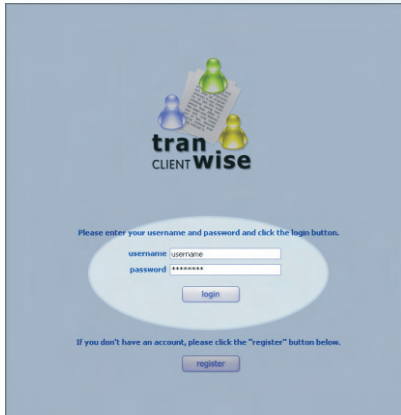 tran
CLIENT wise
Please enter your username and password and click the login button.
username username
password ********
login
If you don't have an account, please click the "register" button below.
register